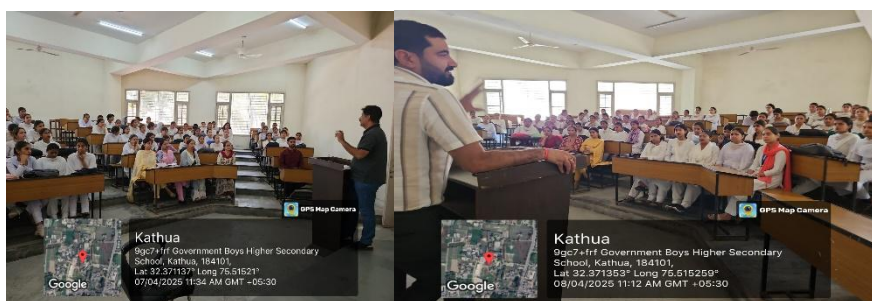 GPS Map Camera
Kathua
9gc7+frf Government Boys Higher Secondary
School, Kathua, 184101,
Lat 32.371137° Long 75.51521°
07/04/2025 11:34 AM GMT +05:30
Google
GPS Map Camera
Kathua
9gc7+frf Government Boys Higher Secondary
School, Kathua, 184101,
Lat 32.371353° Long 75.515259°
08/04/2025 11:12 AM GMT +05:30
Google